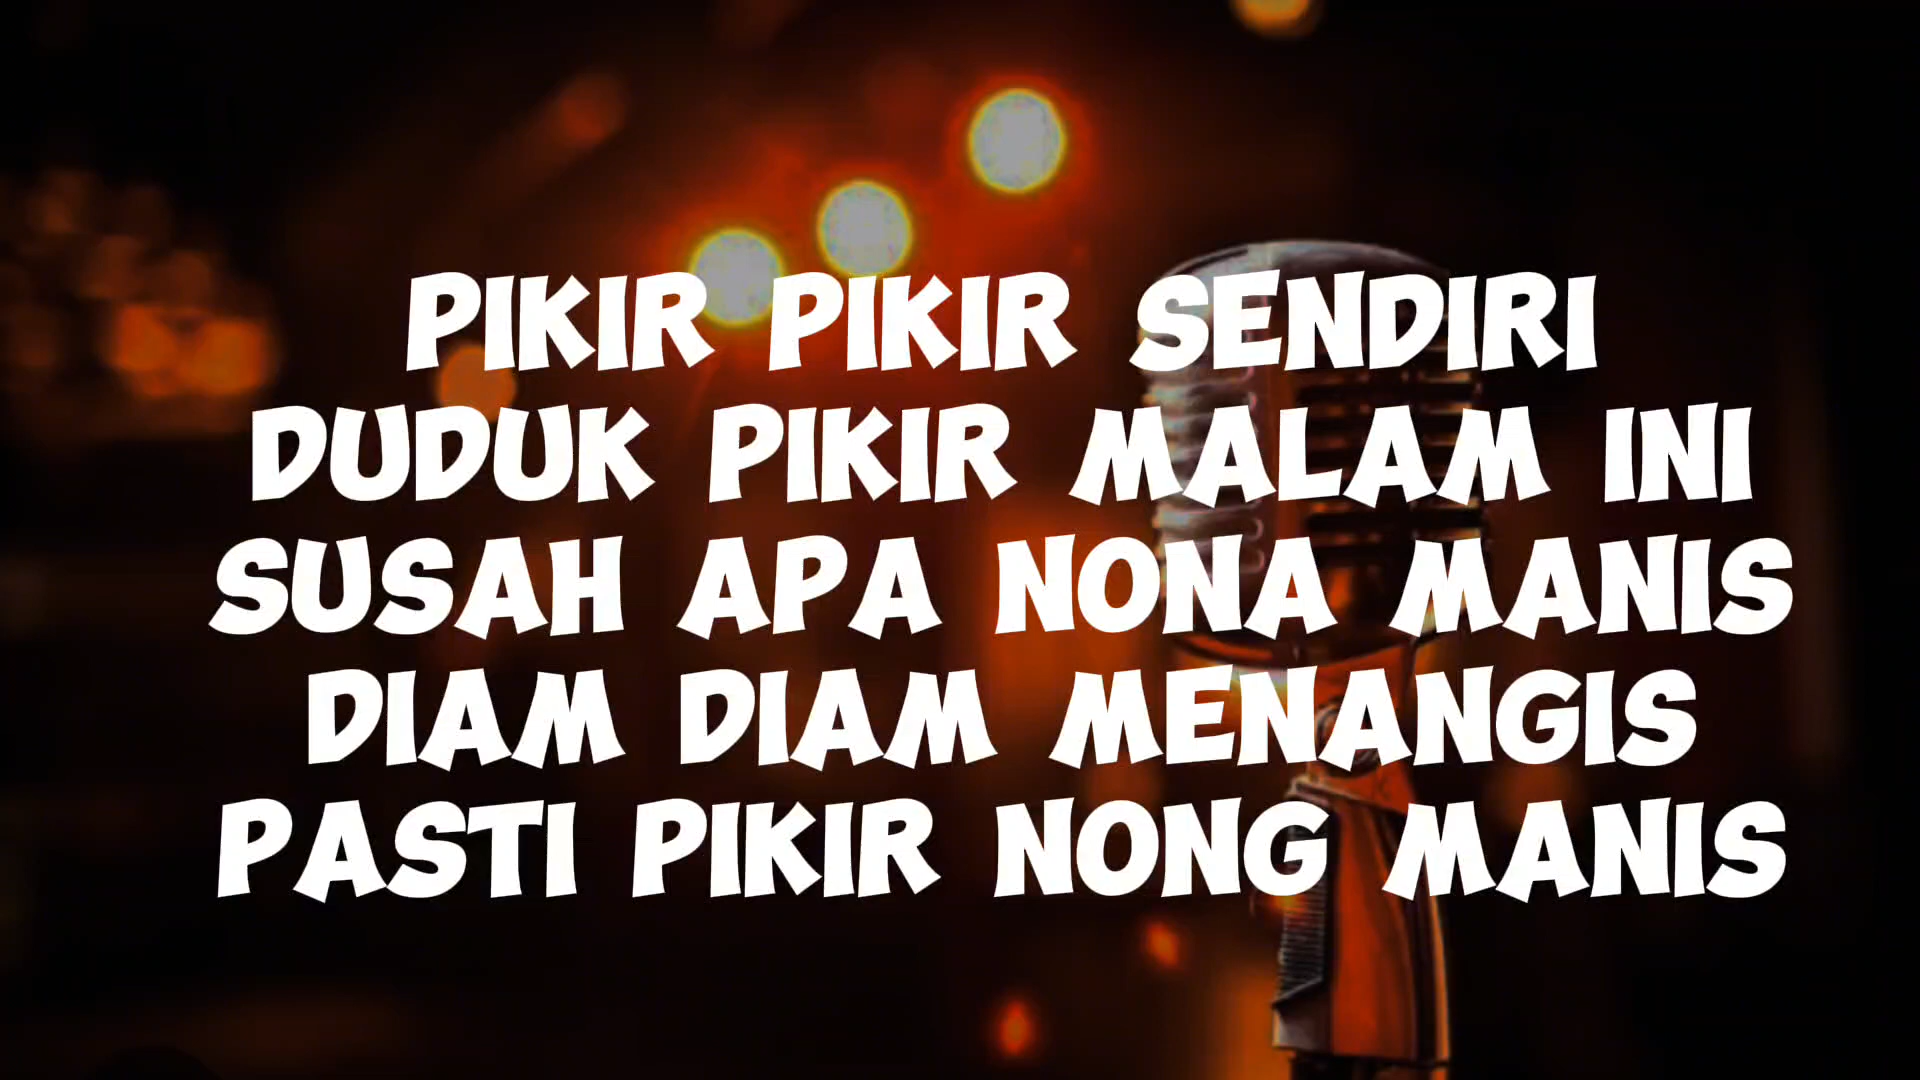 PIKIR PIKIR SENDIRI
DUDUK PIKIR MALAM INI
SUSAH APA NONA MANIS
DIAM DIAM MENANGIS
PASTI PIKIR NONG MANIS